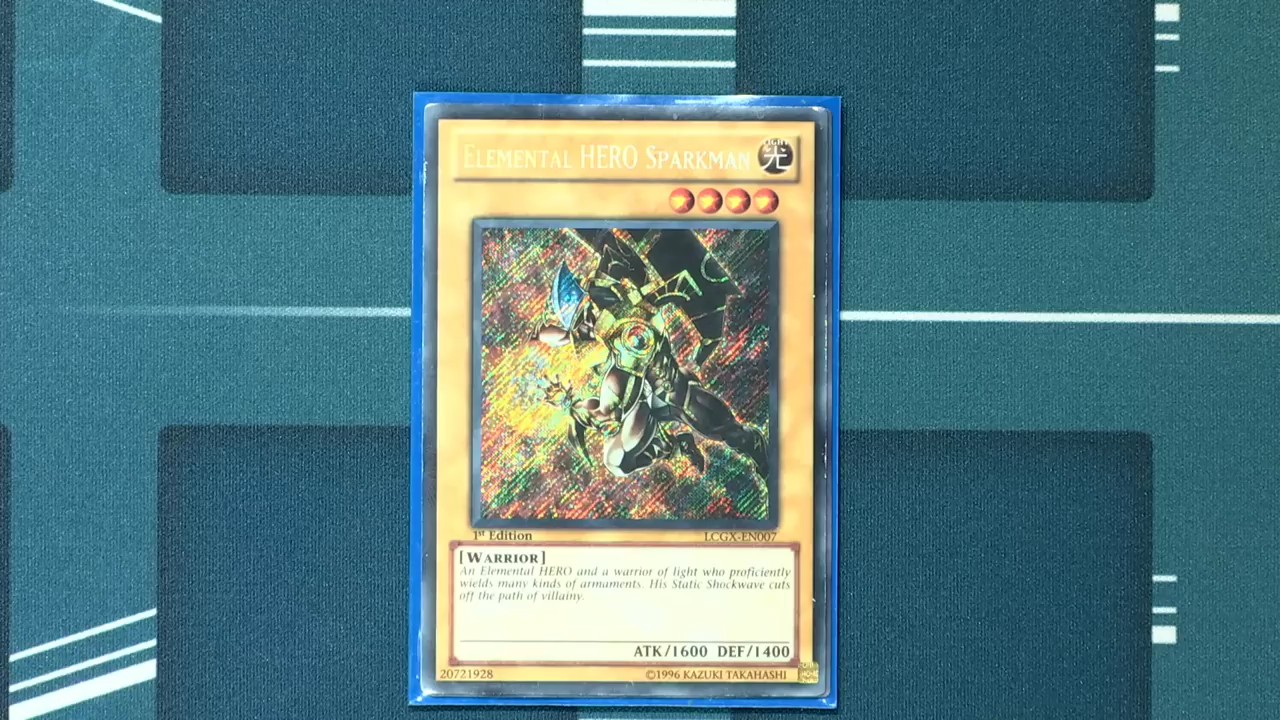 ELEMENTAL HERO SPARKMAN
LIGHT
光
1st Edition
LCGX-EN007
[WARRIOR]
An Elemental HERO and a warrior of light who proficiently
wields many kinds of armaments. His Static Shockwave cuts
off the path of villainy.
ATK/1600 DEF/1400
20721928
©1996 KAZUKI TAKAHASHI